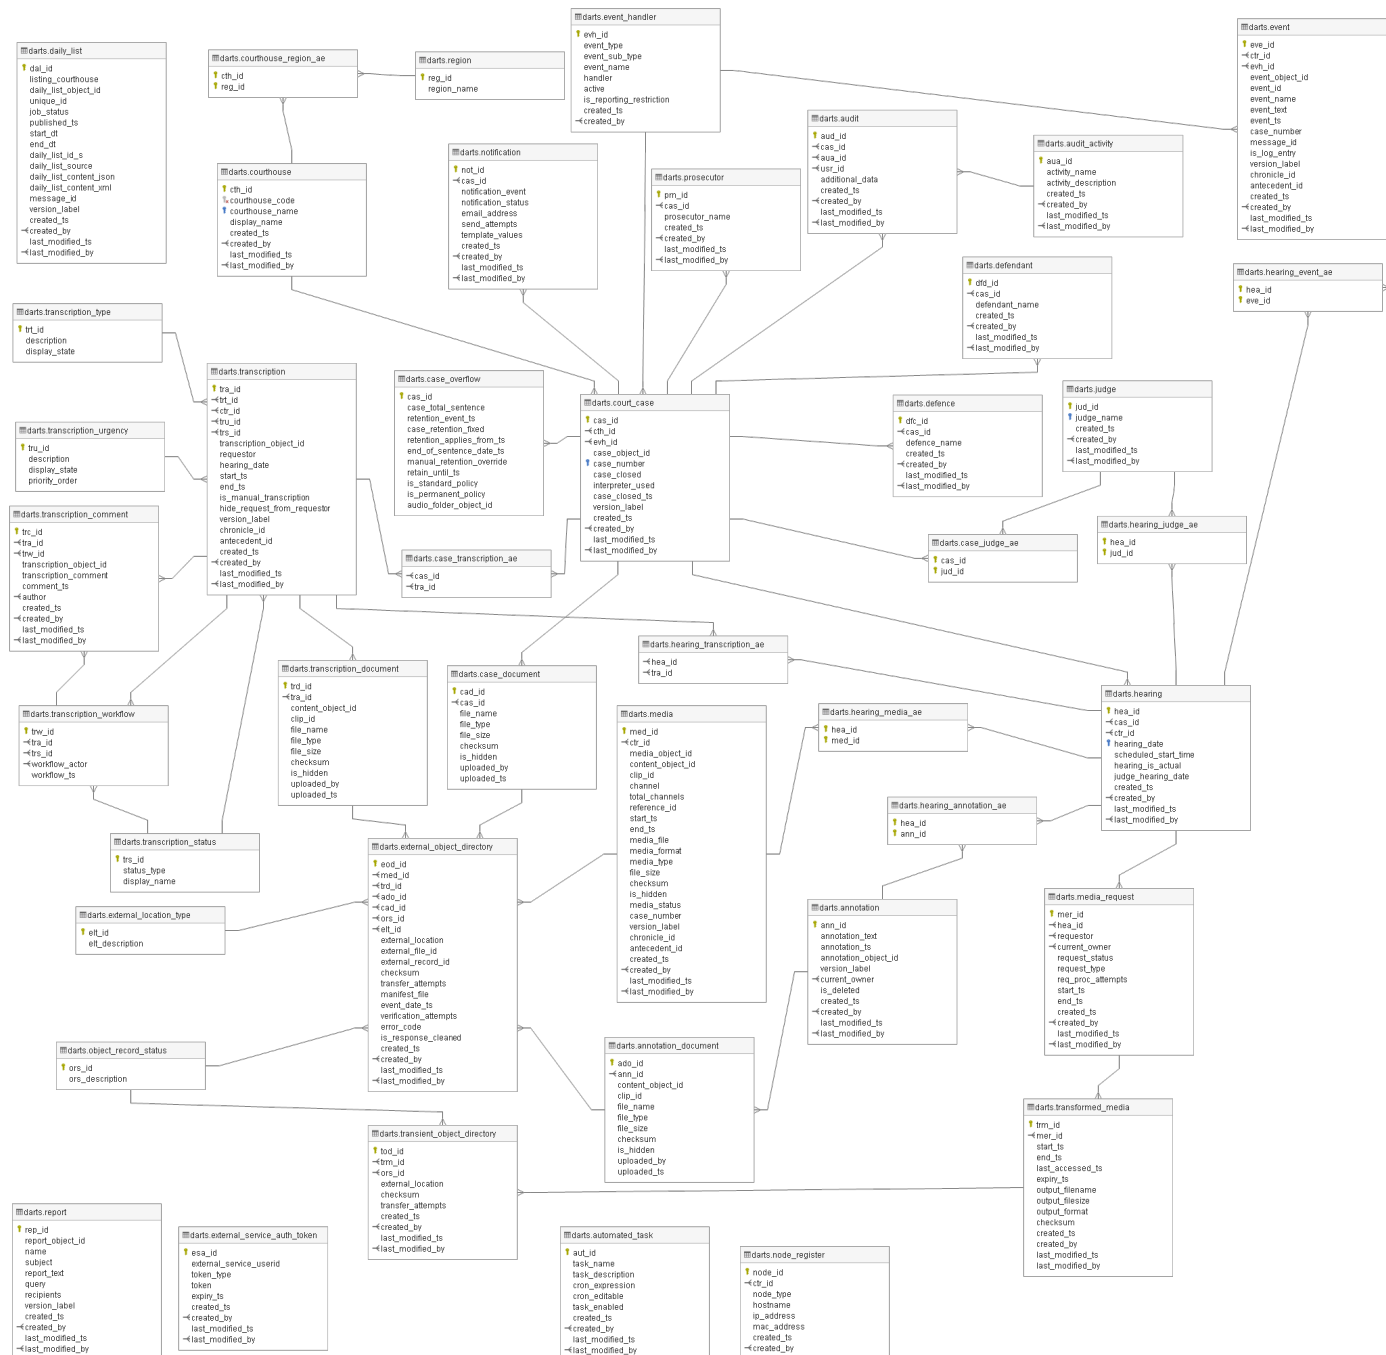 darts.daily_list
dal_id
listing_courthouse
daily_list_object_id
unique_id
job_status
published_ts
start_dt
end_dt
daily_list_id_s
daily_list_source
daily_list_content_json
daily_list_content_xml
message_id
version_label
created_ts
created_by
last_modified_ts
last_modified_by
darts.courthouse_region_ae
cth_id
reg_id
darts.region
reg_id
region_name
darts.event_handler
evh_id
event_type
event_sub_type
event_name
handler
active
is_reporting_restriction
created_ts
created_by
darts.event
eve_id
ctr_id
evh_id
event_object_id
event_id
event_name
event_text
event_ts
case_number
message_id
is_log_entry
version_label
chronicle_id
antecedent_id
created_ts
created_by
last_modified_ts
last_modified_by
darts.courthouse
cth_id
courthouse_code
courthouse_name
display_name
created_ts
created_by
last_modified_ts
last_modified_by
darts.notification
not_id
cas_id
notification_event
notification_status
email_address
send_attempts
template_values
created_ts
created_by
last_modified_ts
last_modified_by
darts.prosecutor
prn_id
cas_id
prosecutor_name
created_ts
created_by
last_modified_ts
last_modified_by
darts.audit
aud_id
cas_id
aua_id
usr_id
additional_data
created_ts
created_by
last_modified_ts
last_modified_by
darts.audit_activity
aua_id
activity_name
activity_description
created_ts
created_by
last_modified_ts
last_modified_by
darts.defendant
dfd_id
cas_id
defendant_name
created_ts
created_by
last_modified_ts
last_modified_by
darts.hearing_event_ae
hea_id
eve_id
darts.transcription_type
trt_id
description
display_state
darts.transcription
tra_id
trt_id
ctr_id
tru_id
trs_id
transcription_object_id
requestor
hearing_date
start_ts
end_ts
is_manual_transcription
hide_request_from_requestor
version_label
chronicle_id
antecedent_id
created_ts
created_by
last_modified_ts
last_modified_by
darts.case_overflow
cas_id
case_total_sentence
retention_event_ts
case_retention_fixed
retention_applies_from_ts
end_of_sentence_date_ts
manual_retention_override
retain_until_ts
is_standard_policy
is_permanent_policy
audio_folder_object_id
darts.court_case
cas_id
cth_id
evh_id
case_object_id
case_number
case_closed
interpreter_used
case_closed_ts
version_label
created_ts
created_by
last_modified_ts
last_modified_by
darts.defence
dfc_id
cas_id
defence_name
created_ts
created_by
last_modified_ts
last_modified_by
darts.judge
jud_id
judge_name
created_ts
created_by
last_modified_ts
last_modified_by
darts.transcription_urgency
tru_id
description
display_state
priority_order
darts.transcription_comment
trc_id
tra_id
trw_id
transcription_object_id
transcription_comment
comment_ts
author
created_ts
created_by
last_modified_ts
last_modified_by
darts.case_transcription_ae
cas_id
tra_id
darts.case_judge_ae
cas_id
jud_id
darts.hearing_judge_ae
hea_id
jud_id
darts.hearing_transcription_ae
hea_id
tra_id
darts.transcription_document
trd_id
tra_id
content_object_id
clip_id
file_name
file_type
file_size
checksum
is_hidden
uploaded_by
uploaded_ts
darts.case_document
cad_id
cas_id
file_name
file_type
file_size
checksum
is_hidden
uploaded_by
uploaded_ts
darts.transcription_workflow
trw_id
tra_id
trs_id
workflow_actor
workflow_ts
darts.media
med_id
ctr_id
media_object_id
content_object_id
clip_id
channel
total_channels
reference_id
start_ts
end_ts
media_file
media_format
media_type
file_size
checksum
is_hidden
media_status
case_number
version_label
chronicle_id
antecedent_id
created_ts
created_by
last_modified_ts
last_modified_by
darts.hearing_media_ae
hea_id
med_id
darts.hearing
hea_id
cas_id
ctr_id
hearing_date
scheduled_start_time
hearing_is_actual
judge_hearing_date
created_ts
created_by
last_modified_ts
last_modified_by
darts.hearing_annotation_ae
hea_id
ann_id
darts.transcription_status
trs_id
status_type
display_name
darts.external_object_directory
eod_id
med_id
trd_id
ado_id
cad_id
ors_id
elt_id
external_location
external_file_id
external_record_id
checksum
transfer_attempts
manifest_file
event_date_ts
verification_attempts
error_code
is_response_cleaned
created_ts
created_by
last_modified_ts
last_modified_by
darts.external_location_type
elt_id
elt_description
darts.annotation
ann_id
annotation_text
annotation_ts
annotation_object_id
version_label
current_owner
is_deleted
created_ts
created_by
last_modified_ts
last_modified_by
darts.media_request
mer_id
hea_id
requestor
current_owner
request_status
request_type
req_proc_attempts
start_ts
end_ts
created_ts
created_by
last_modified_ts
last_modified_by
darts.object_record_status
ors_id
ors_description
darts.annotation_document
ado_id
ann_id
content_object_id
clip_id
file_name
file_type
file_size
checksum
is_hidden
uploaded_by
uploaded_ts
darts.transformed_media
trm_id
mer_id
start_ts
end_ts
last_accessed_ts
expiry_ts
output_filename
output_filesize
output_format
checksum
created_ts
created_by
last_modified_ts
last_modified_by
darts.transient_object_directory
tod_id
trm_id
ors_id
external_location
checksum
transfer_attempts
created_ts
created_by
last_modified_ts
last_modified_by
darts.report
rep_id
report_object_id
name
subject
report_text
query
recipients
version_label
created_ts
created_by
last_modified_ts
last_modified_by
darts.external_service_auth_token
esa_id
external_service_userid
token_type
token
expiry_ts
created_ts
created_by
last_modified_ts
last_modified_by
darts.automated_task
aut_id
task_name
task_description
cron_expression
cron_editable
task_enabled
created_ts
created_by
last_modified_ts
last_modified_by
darts.node_register
node_id
ctr_id
node_type
hostname
ip_address
mac_address
created_ts
created_by